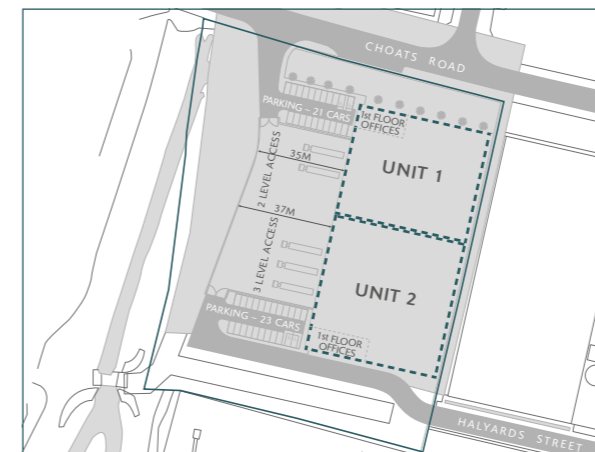 CHOATS ROAD
PARKING – 21 CARS
1st FLOOR
OFFICES
UNIT 1
2 LEVEL ACCESS
35M
37M
3 LEVEL ACCESS
UNIT 2
PARKING – 23 CARS
1st FLOOR
OFFICES
HALYARDS STREET